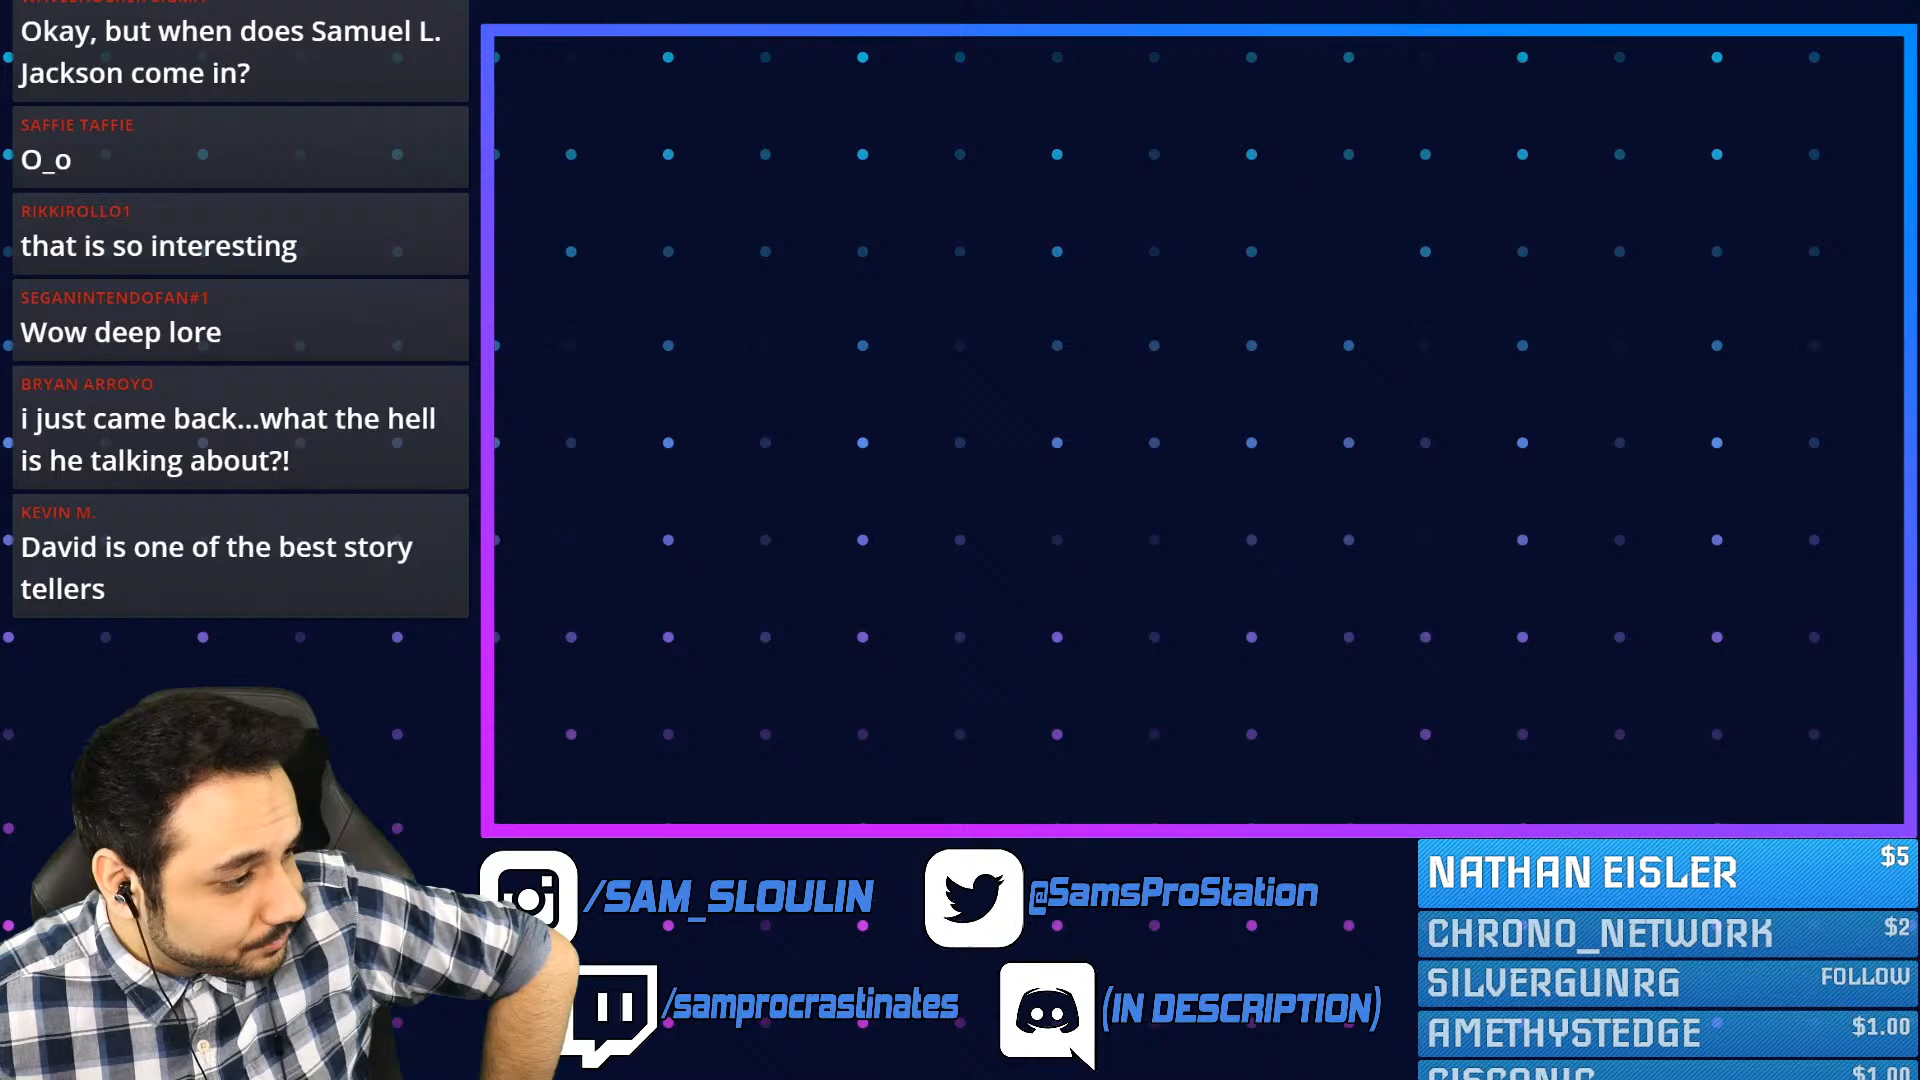 Okay, but when does Samuel L.
Jackson come in?
SAFFIE TAFFIE
O_o
RIKKIROLLO1
that is so interesting
SEGANINTENDOFAN#1
Wow deep lore
BRYAN ARROYO
i just came back...what the hell
is he talking about?!
KEVIN M.
David is one of the best story
tellers
/SAM_SLOULIN
@SamsProStation
/samprocrastinates
(IN DESCRIPTION)
NATHAN EISLER $5
CHRONO_NETWORK $2
SILVERGUNRG FOLLOW
AMETHYSTEDGE $1.00
$1.00